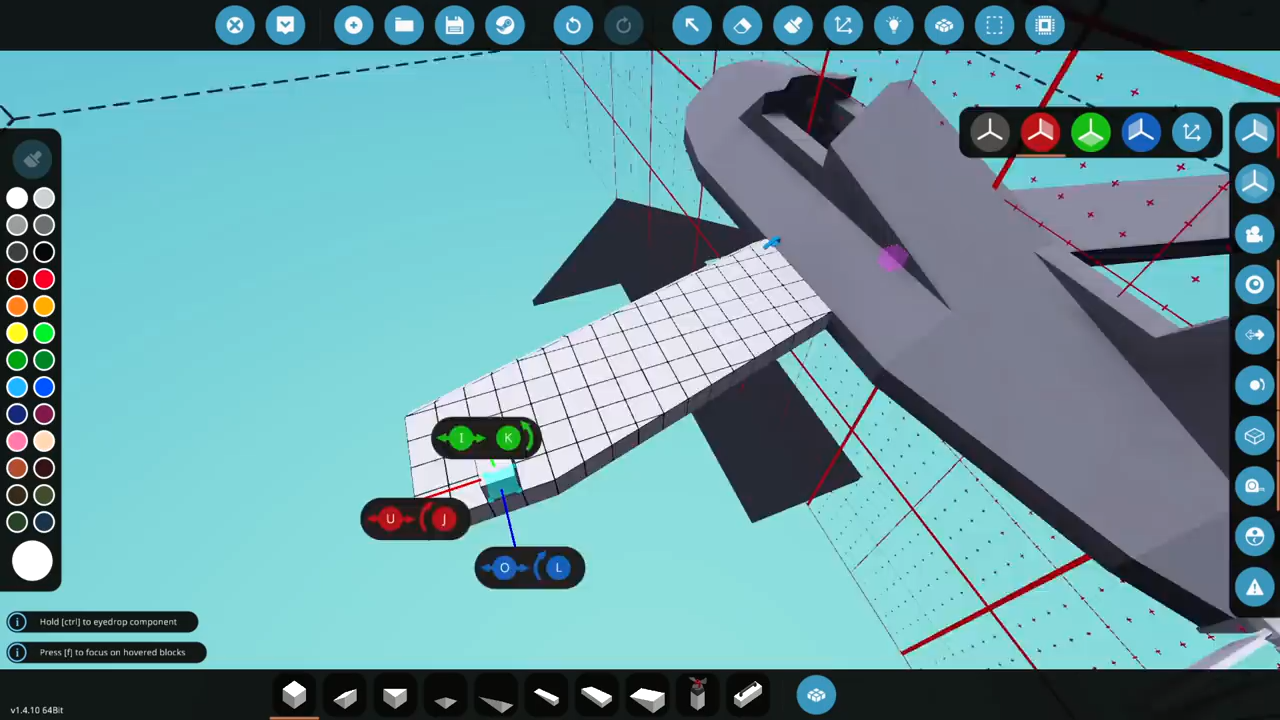 I K
U J
O L
Hold [ctrl] to eyedrop component
Press [f] to focus on hovered blocks
v1.4.10 64Bit